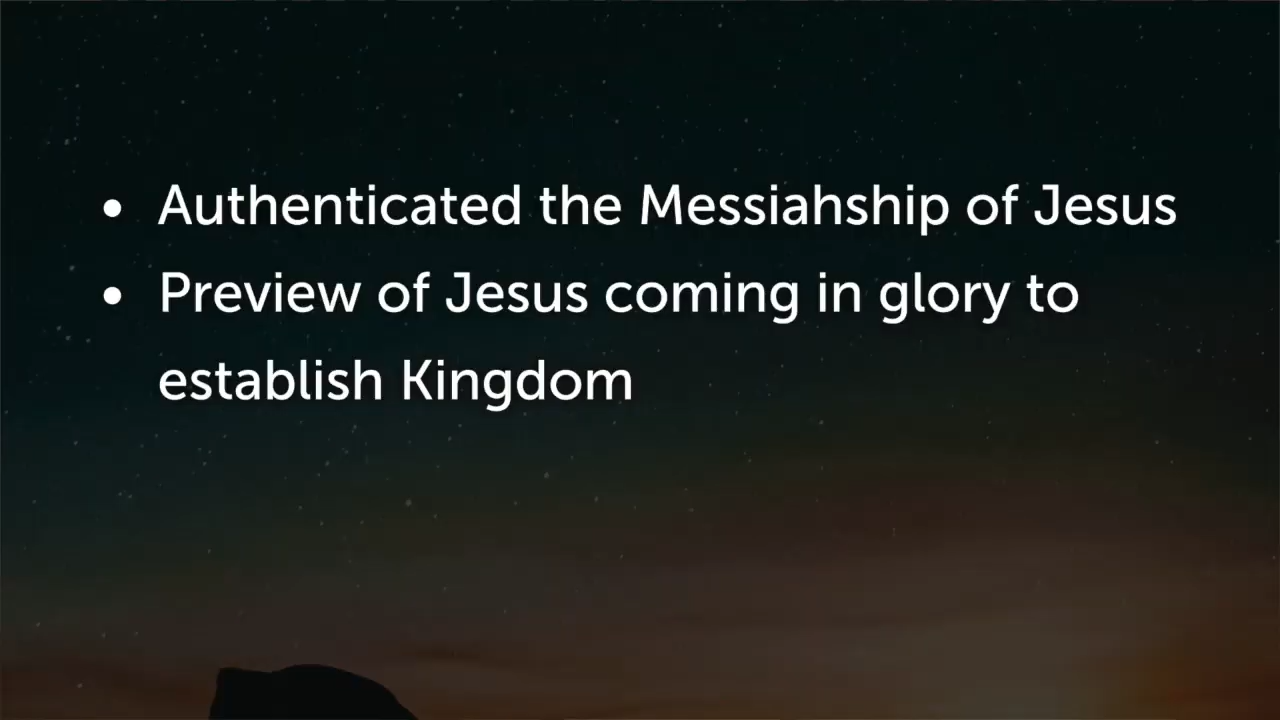 • Authenticated the Messiahship of Jesus
• Preview of Jesus coming in glory to
establish Kingdom